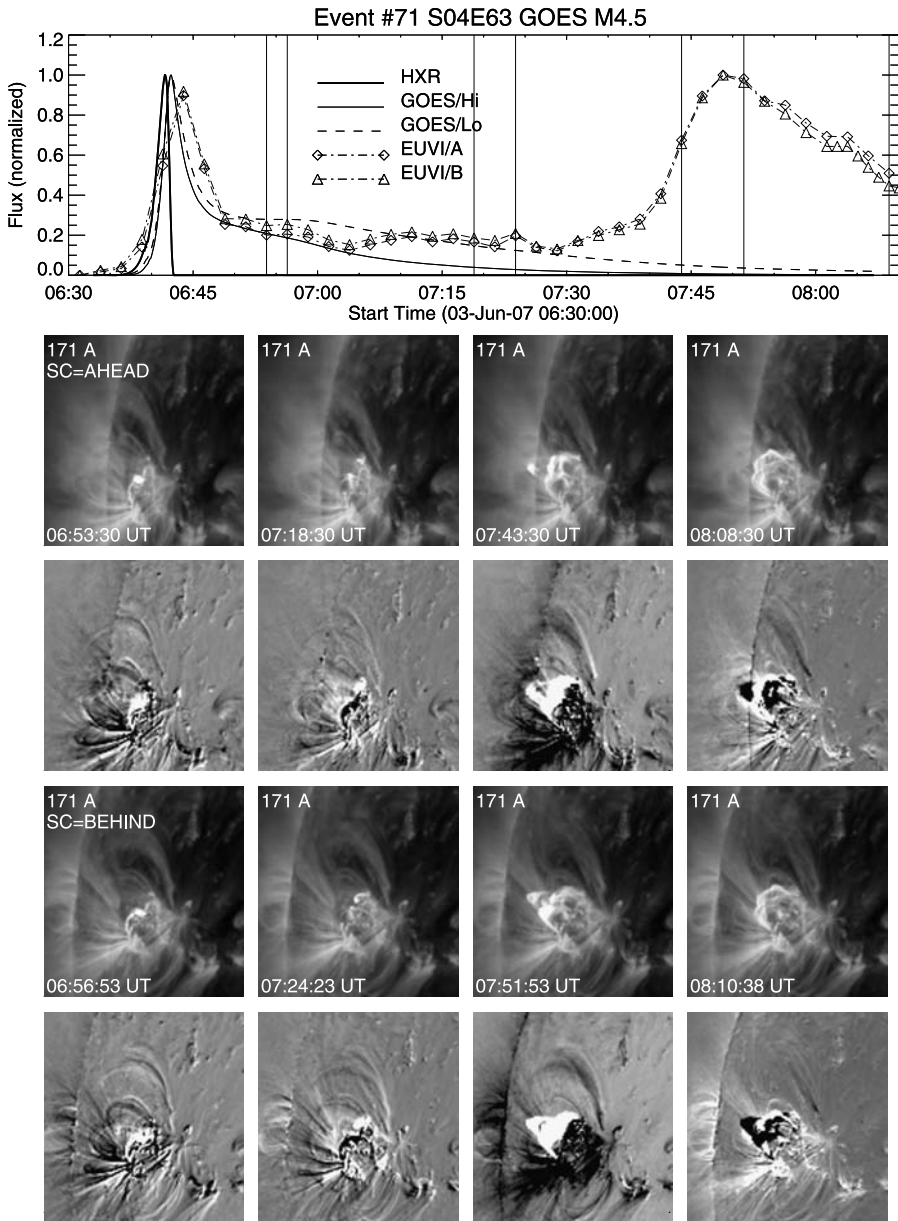 Event #71 S04E63 GOES M4.5
Flux (normalized)
1.2
1.0
0.8
0.6
0.4
0.2
0.0
HXR
GOES/Hi
GOES/Lo
EUVI/A
EUVI/B
06:30 06:45 07:00 07:15 07:30 07:45 08:00
Start Time (03-Jun-07 06:30:00)
171 A 171 A 171 A 171 A
SC=AHEAD
06:53:30 UT 07:18:30 UT 07:43:30 UT 08:08:30 UT
171 A 171 A 171 A 171 A
SC=BEHIND
06:56:53 UT 07:24:23 UT 07:51:53 UT 08:10:38 UT